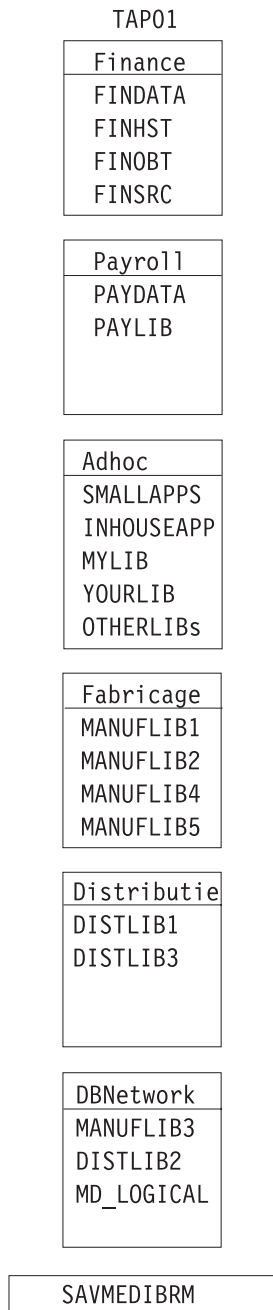 TAP01
Finance
FINDATA
FINHST
FINOBT
FINSRC
Payroll
PAYDATA
PAYLIB
Adhoc
SMALLAPPS
INHOUSEAPP
MYLIB
YOURLIB
OTHERLIBs
Fabricage
MANUFLIB1
MANUFLIB2
MANUFLIB4
MANUFLIB5
Distributie
DISTLIB1
DISTLIB3
DBNetwork
MANUFLIB3
DISTLIB2
MD_LOGICAL
SAVMEDIBRM